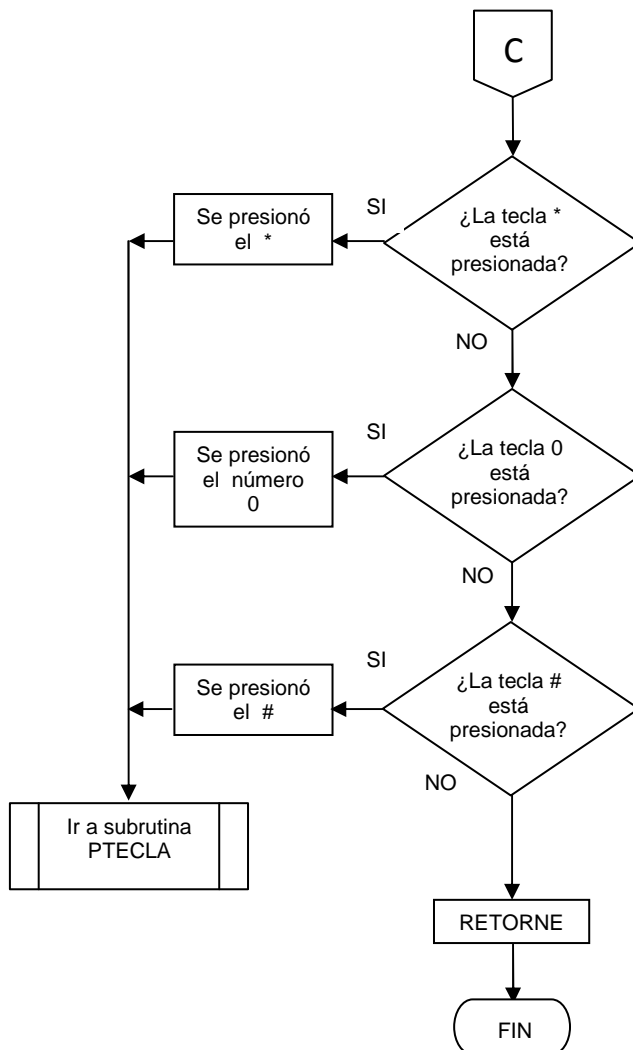 C
¿La tecla *
está
presionada?
SI
Se presionó
el *
NO
¿La tecla 0
está
presionada?
SI
Se presionó
el número
0
NO
¿La tecla #
está
presionada?
SI
Se presionó
el #
NO
Ir a subrutina
PTECLA
RETORNE
FIN